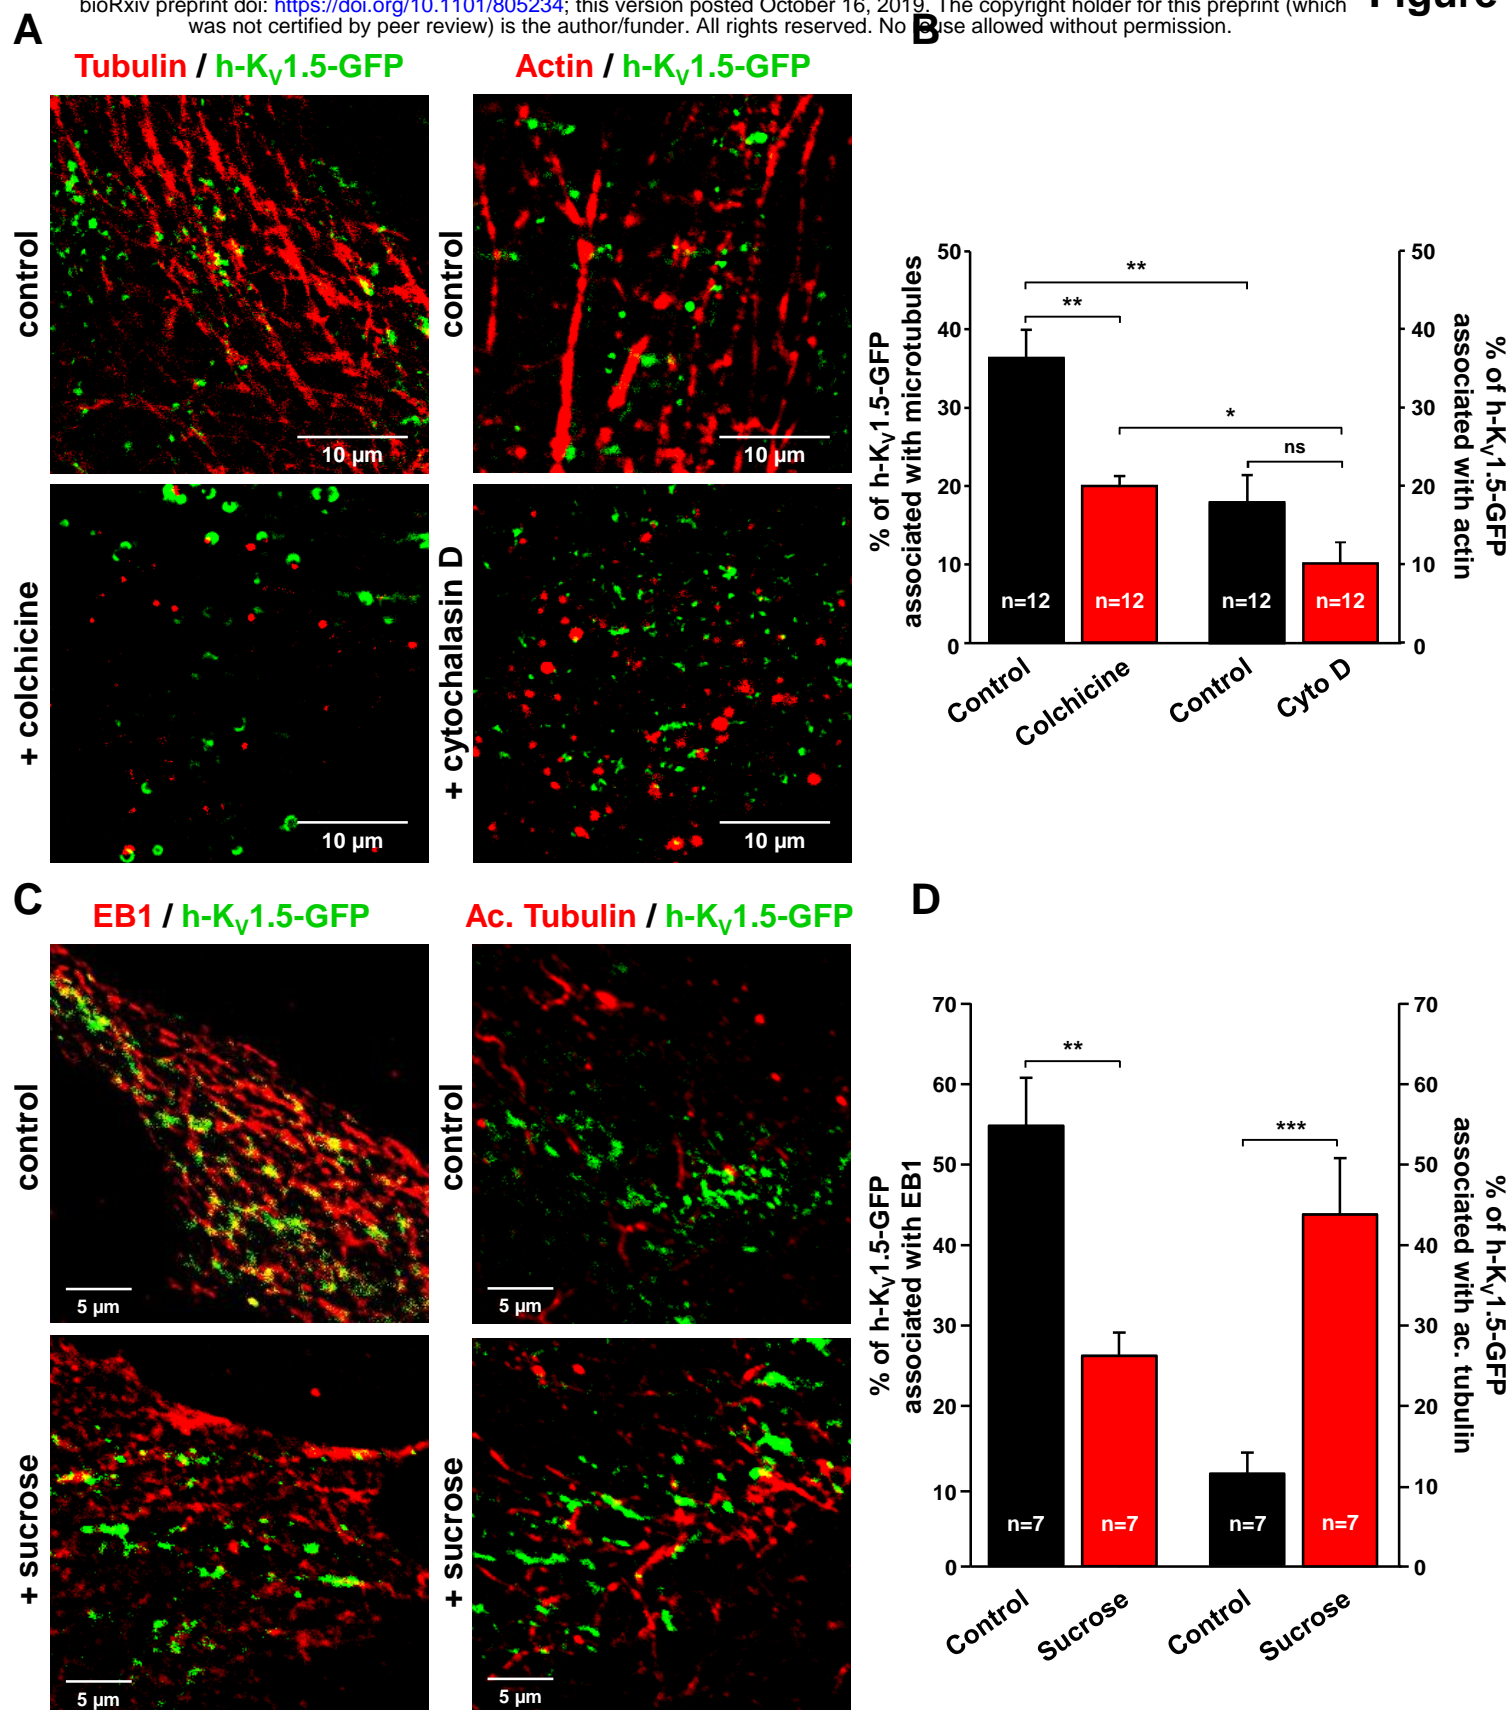 bioRxiv preprint doi: https://doi.org/10.1101/805234; this version posted October 16, 2019. The copyright holder for this preprint (which
was not certified by peer review) is the author/funder. All rights reserved. No reuse allowed without permission.
Figure
A
Tubulin / h-KV1.5-GFP
Actin / h-KV1.5-GFP
control
control
10 µm
10 µm
+ colchicine
+ cytochalasin D
10 µm
10 µm
B
% of h-KV1.5-GFP
associated with microtubules
50
40
30
20
10
0
**
**
*
ns
n=12
n=12
n=12
n=12
Control
Colchicine
Control
Cyto D
50
40
30
20
10
0
% of h-KV1.5-GFP
associated with actin
C
EB1 / h-KV1.5-GFP
Ac. Tubulin / h-KV1.5-GFP
control
control
5 µm
5 µm
+ sucrose
+ sucrose
5 µm
5 µm
D
% of h-KV1.5-GFP
associated with EB1
70
60
50
40
30
20
10
0
**
***
n=7
n=7
n=7
n=7
Control
Sucrose
Control
Sucrose
70
60
50
40
30
20
10
0
% of h-KV1.5-GFP
associated with ac. tubulin